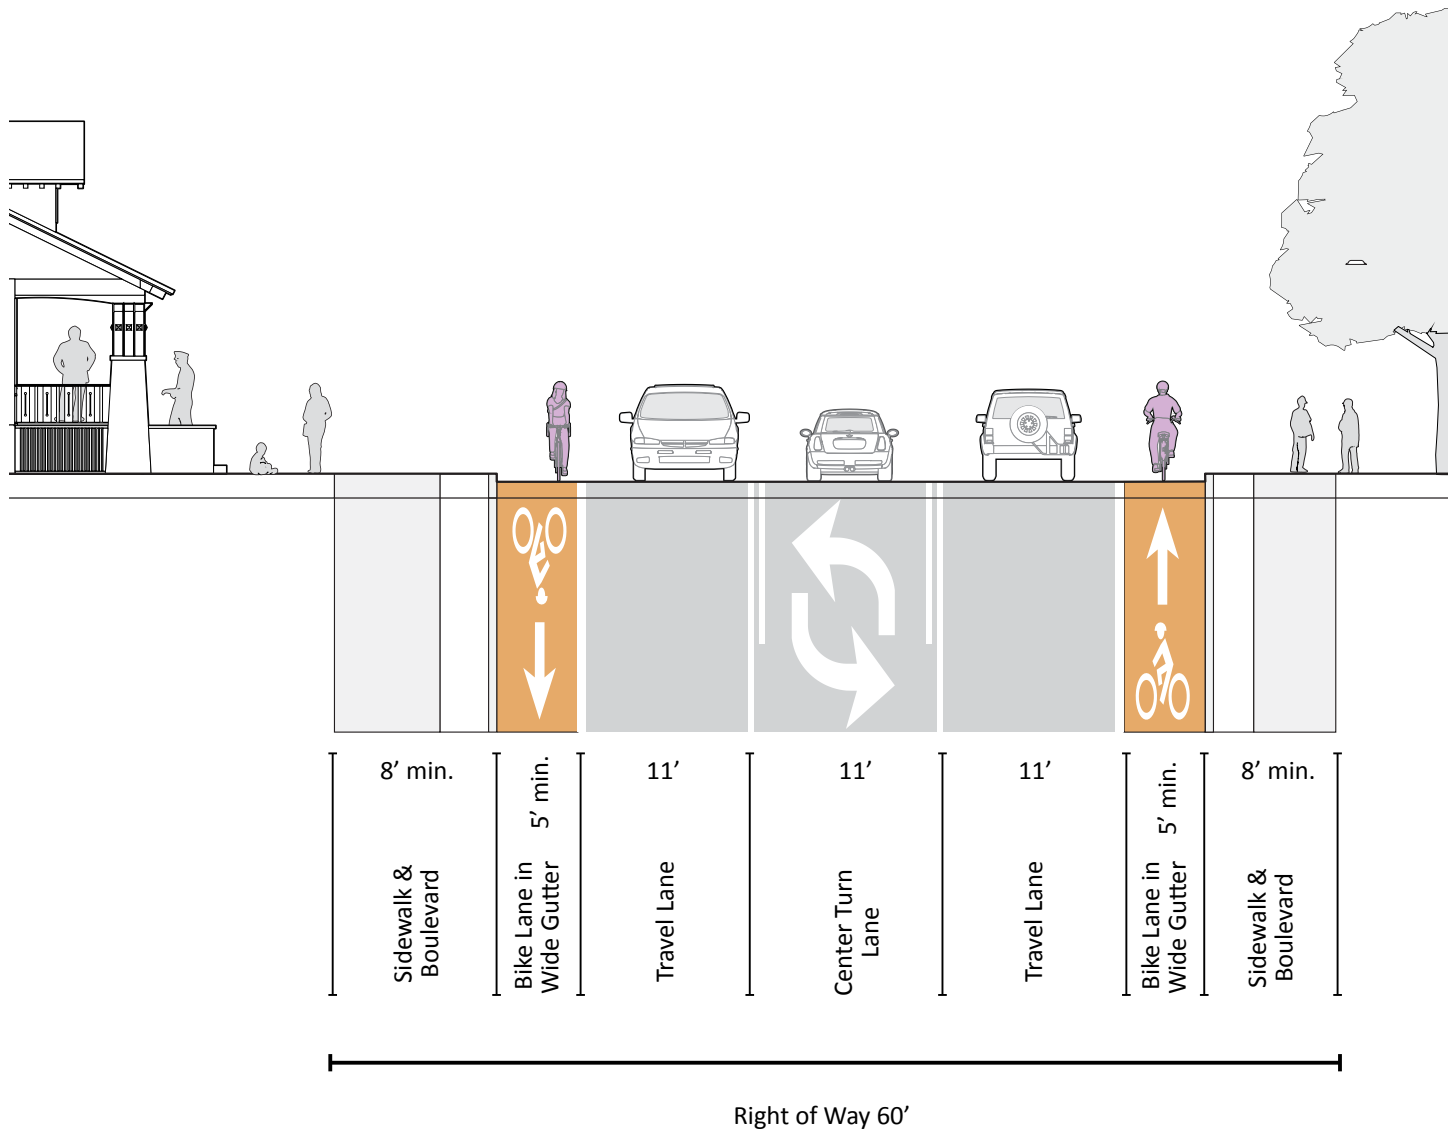 8’ min.
5’ min.
11’
11’
11’
5’ min.
8’ min.
Sidewalk &
Boulevard
Bike Lane in
Wide Gutter
Travel Lane
Center Turn
Lane
Travel Lane
Bike Lane in
Wide Gutter
Sidewalk &
Boulevard
Right of Way 60’